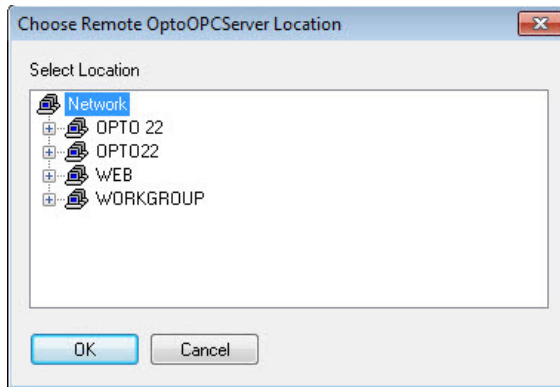 Choose Remote OptoOPCServer Location
Select Location
Network
OPTO 22
OPTO22
WEB
WORKGROUP
OK Cancel